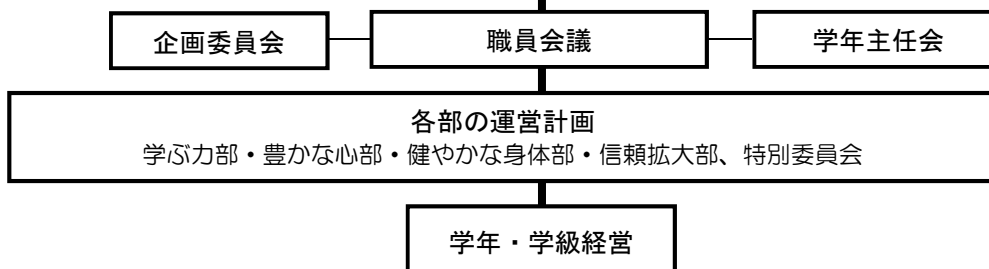 企画委員会
職員会議
学年主任会
各部の運営計画
学ぶ力部・豊かな心部・健やかな身体部・信頼拡大部、特別委員会
学年・学級経営